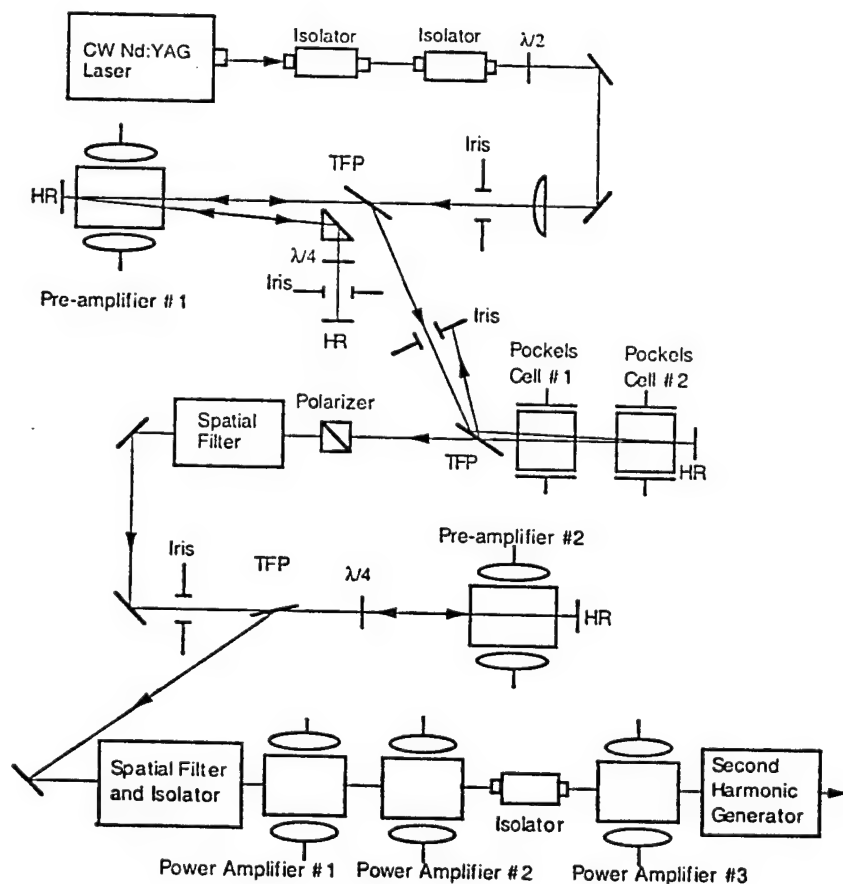 CW Nd:YAG
Laser
Isolator
Isolator
λ/2
HR
TFP
Iris
λ/4
Iris
HR
Pre-amplifier #1
Iris
Pockels
Cell #1
Pockels
Cell #2
Spatial
Filter
Polarizer
TFP
HR
Iris
TFP
λ/4
Pre-amplifier #2
HR
Spatial Filter
and Isolator
Isolator
Second
Harmonic
Generator
Power Amplifier #1
Power Amplifier #2
Power Amplifier #3